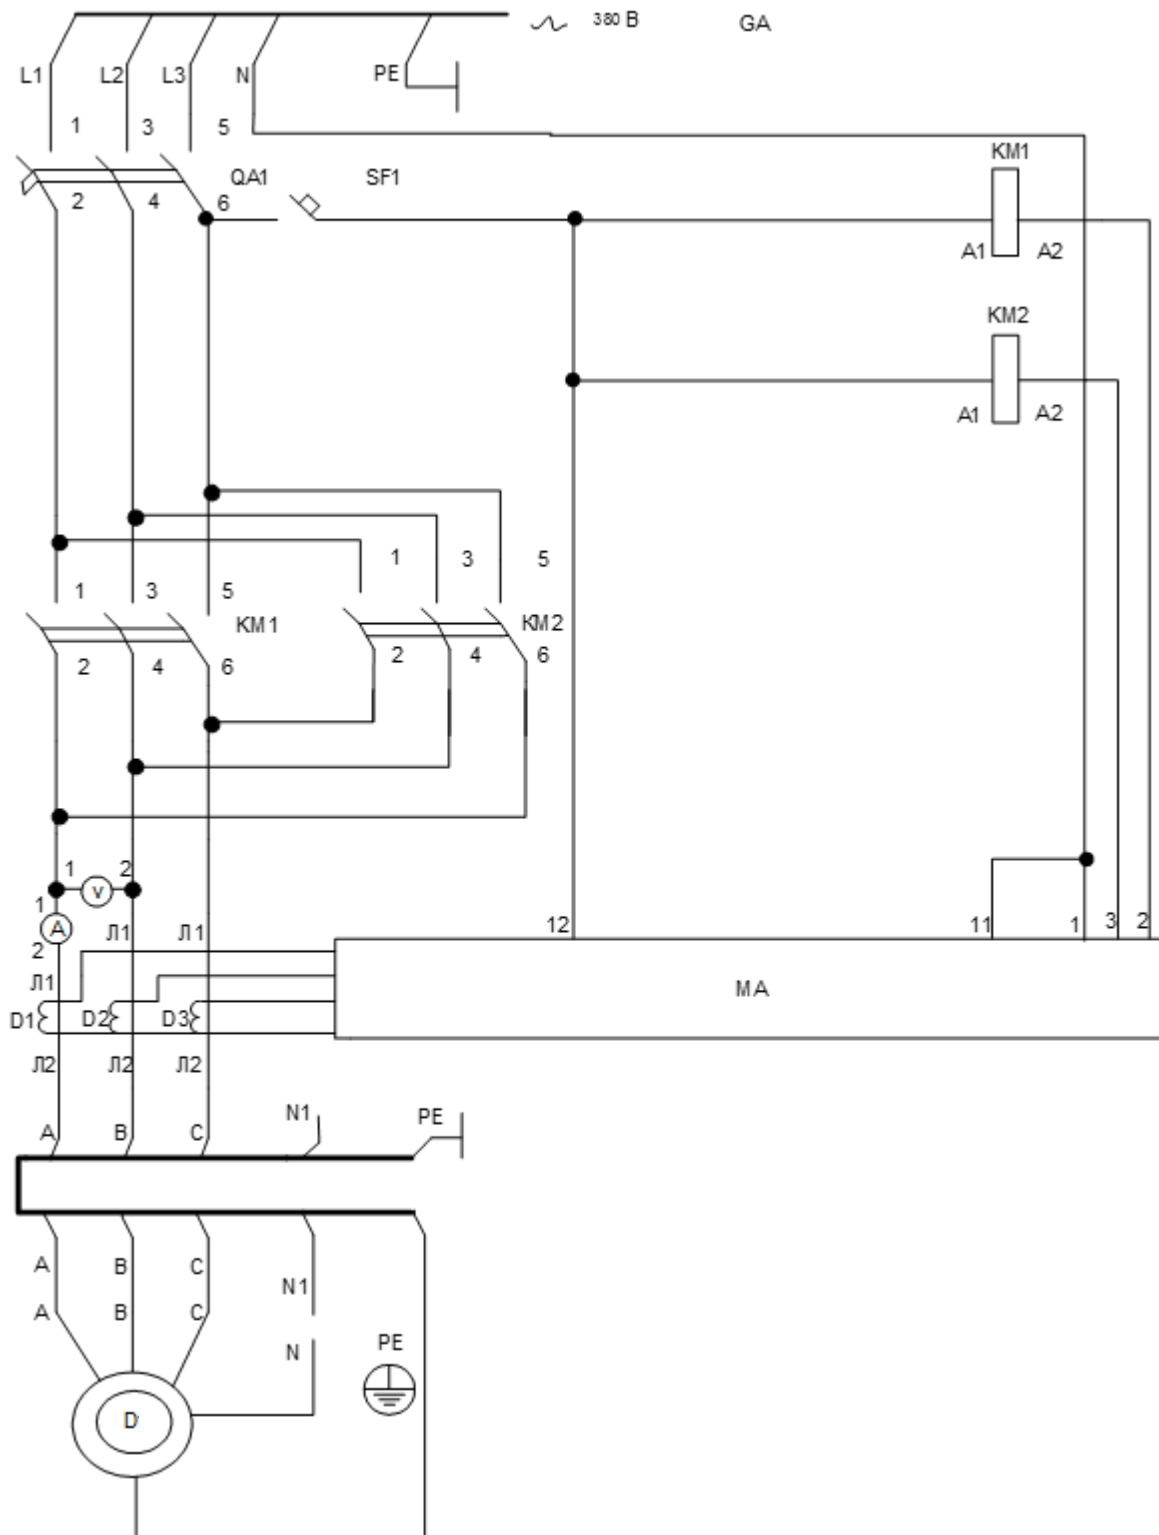 380 В GA
L1 L2 L3 N PE
1 3 5
KM1
QA1 SF1
2 4 6
A1 A2
KM2
A1 A2
1 3 5
1 3 5
KM1 KM2
2 4 6 2 4 6
1 2
V
1
A
12 11 1 3 2
2 Л1 Л1
Л1
MA
D1 D2 D3
Л2 Л2 Л2
A B C N1 PE
A B C
N1
A B C
N PE
D